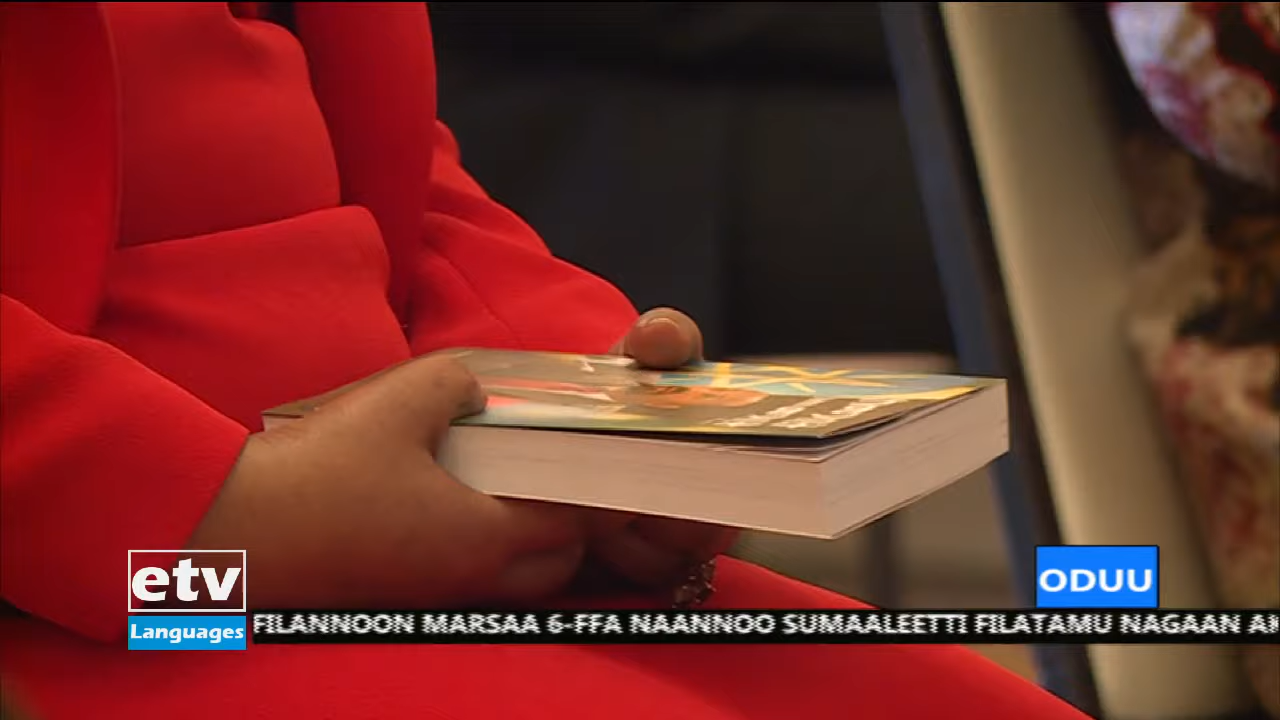 etv
Languages
ODUU
FILANNOON MARSAA 6-FFA NAANNOO SUMAALEETTI FILATAMU NAGAAN